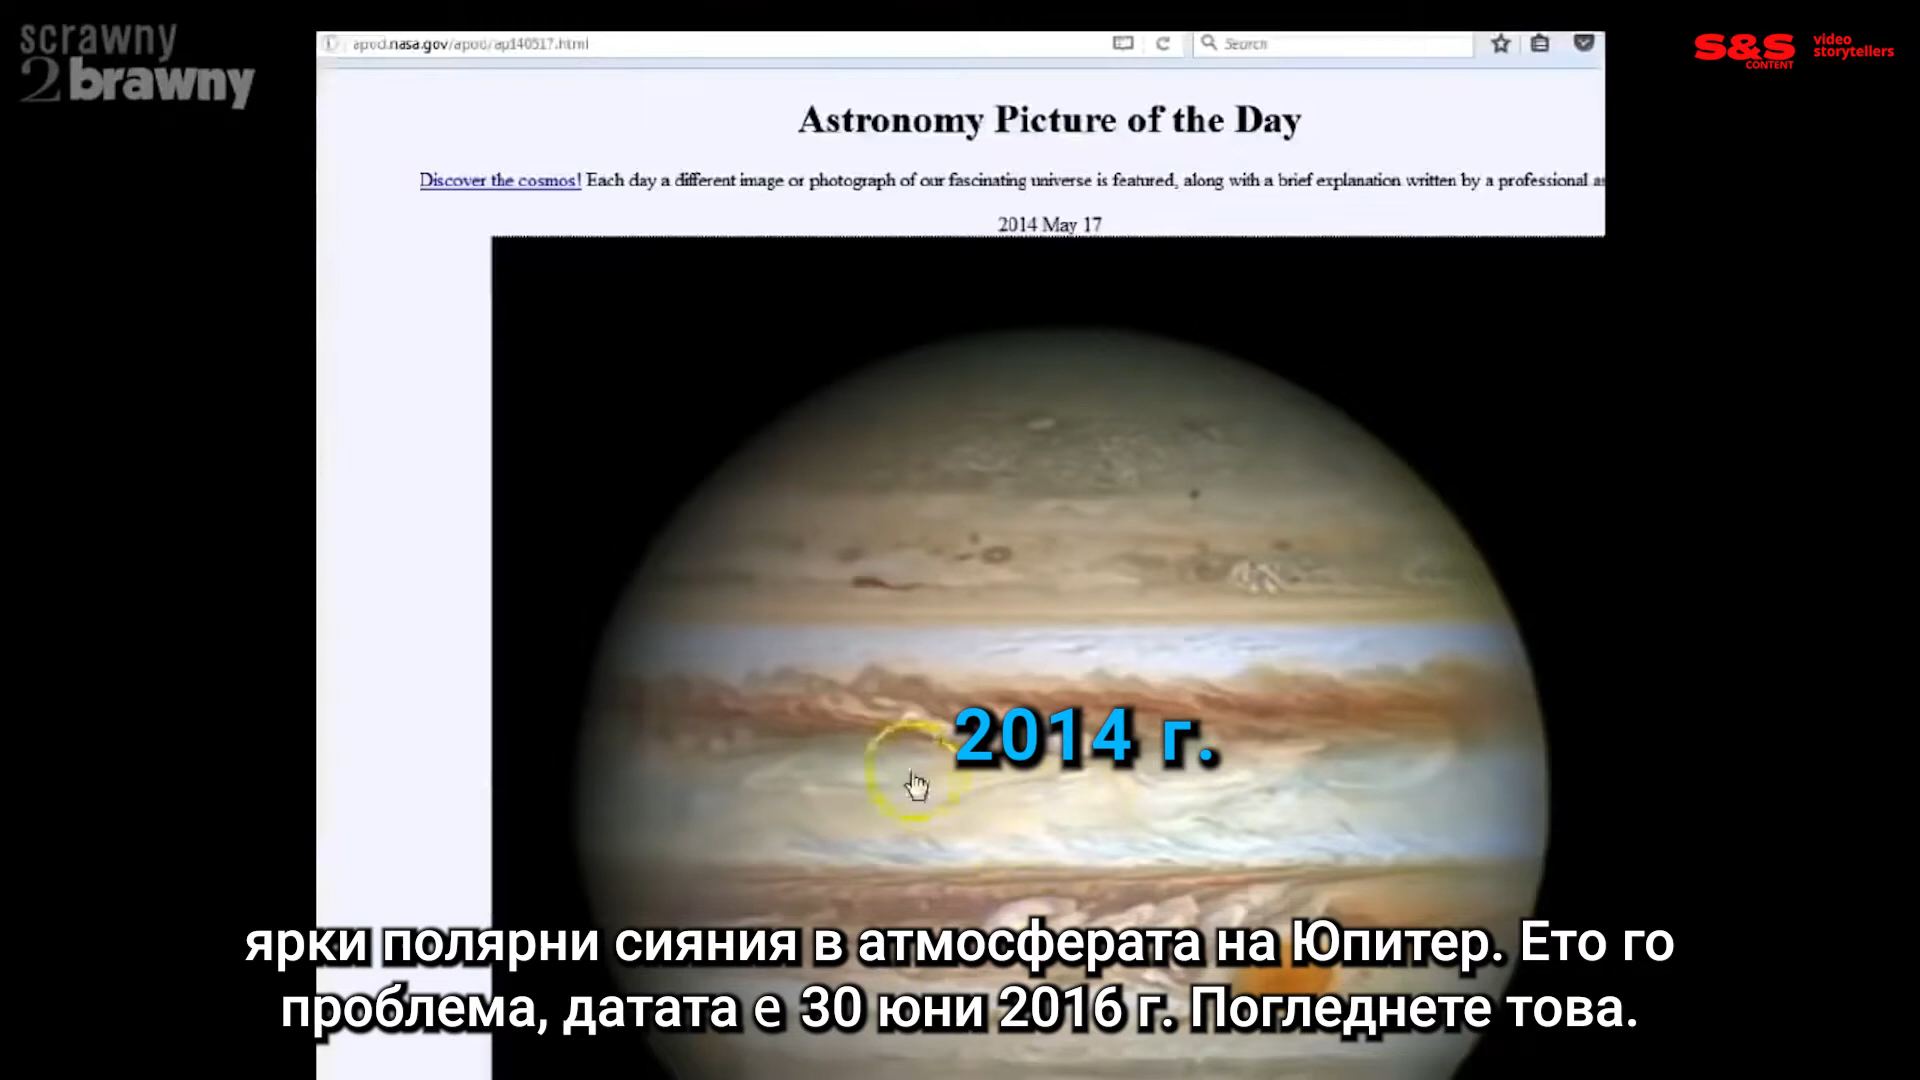 scrawny
2brawny
apod.nasa.gov/apod/ap140517.html
Search
S&S
CONTENT
video
storytellers
Astronomy Picture of the Day
Discover the cosmos! Each day a different image or photograph of our fascinating universe is featured, along with a brief explanation written by a professional
2014 May 17
2014 г.
ярки полярни сияния в атмосферата на Юпитер. Ето го
проблема, датата е 30 юни 2016 г. Погледнете това.